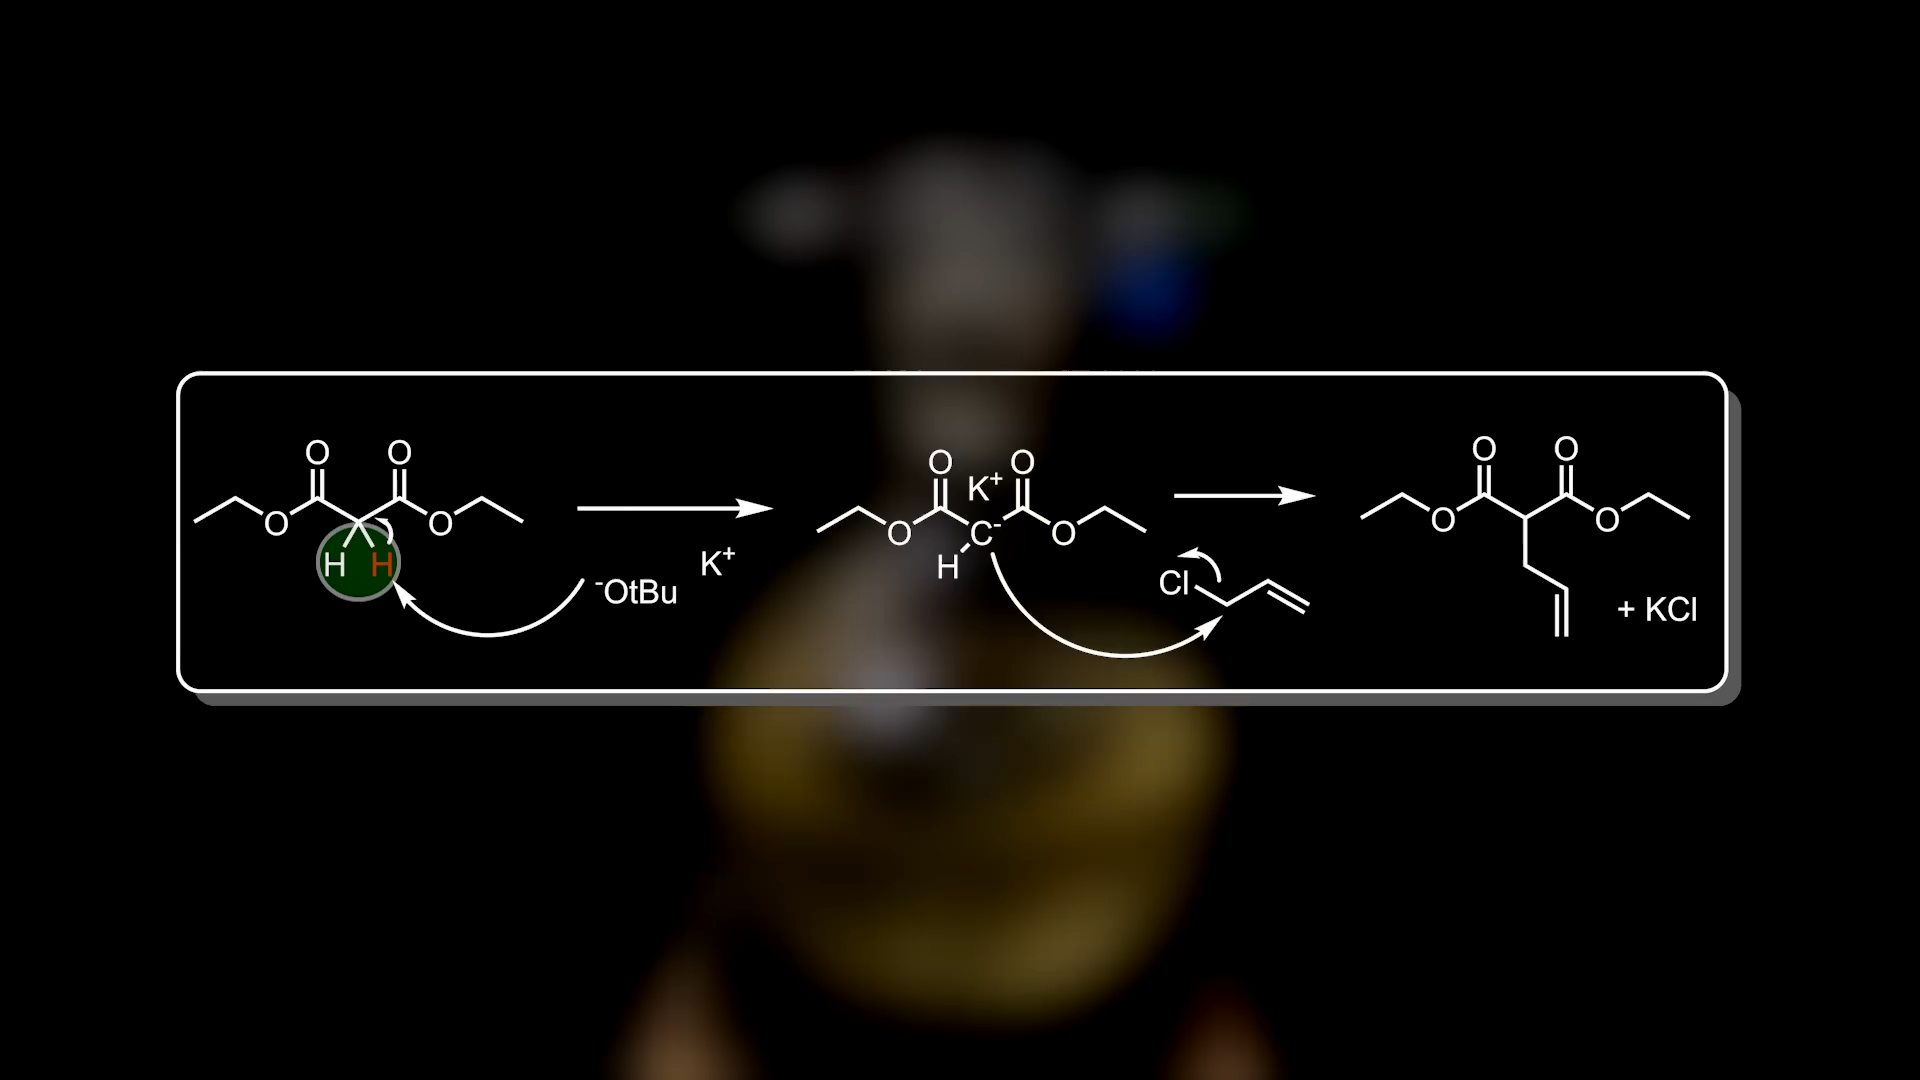 O O
O O
H H
K+
-OtBu
O O
K+
O C- O
H
Cl
O O
O O
+ KCl